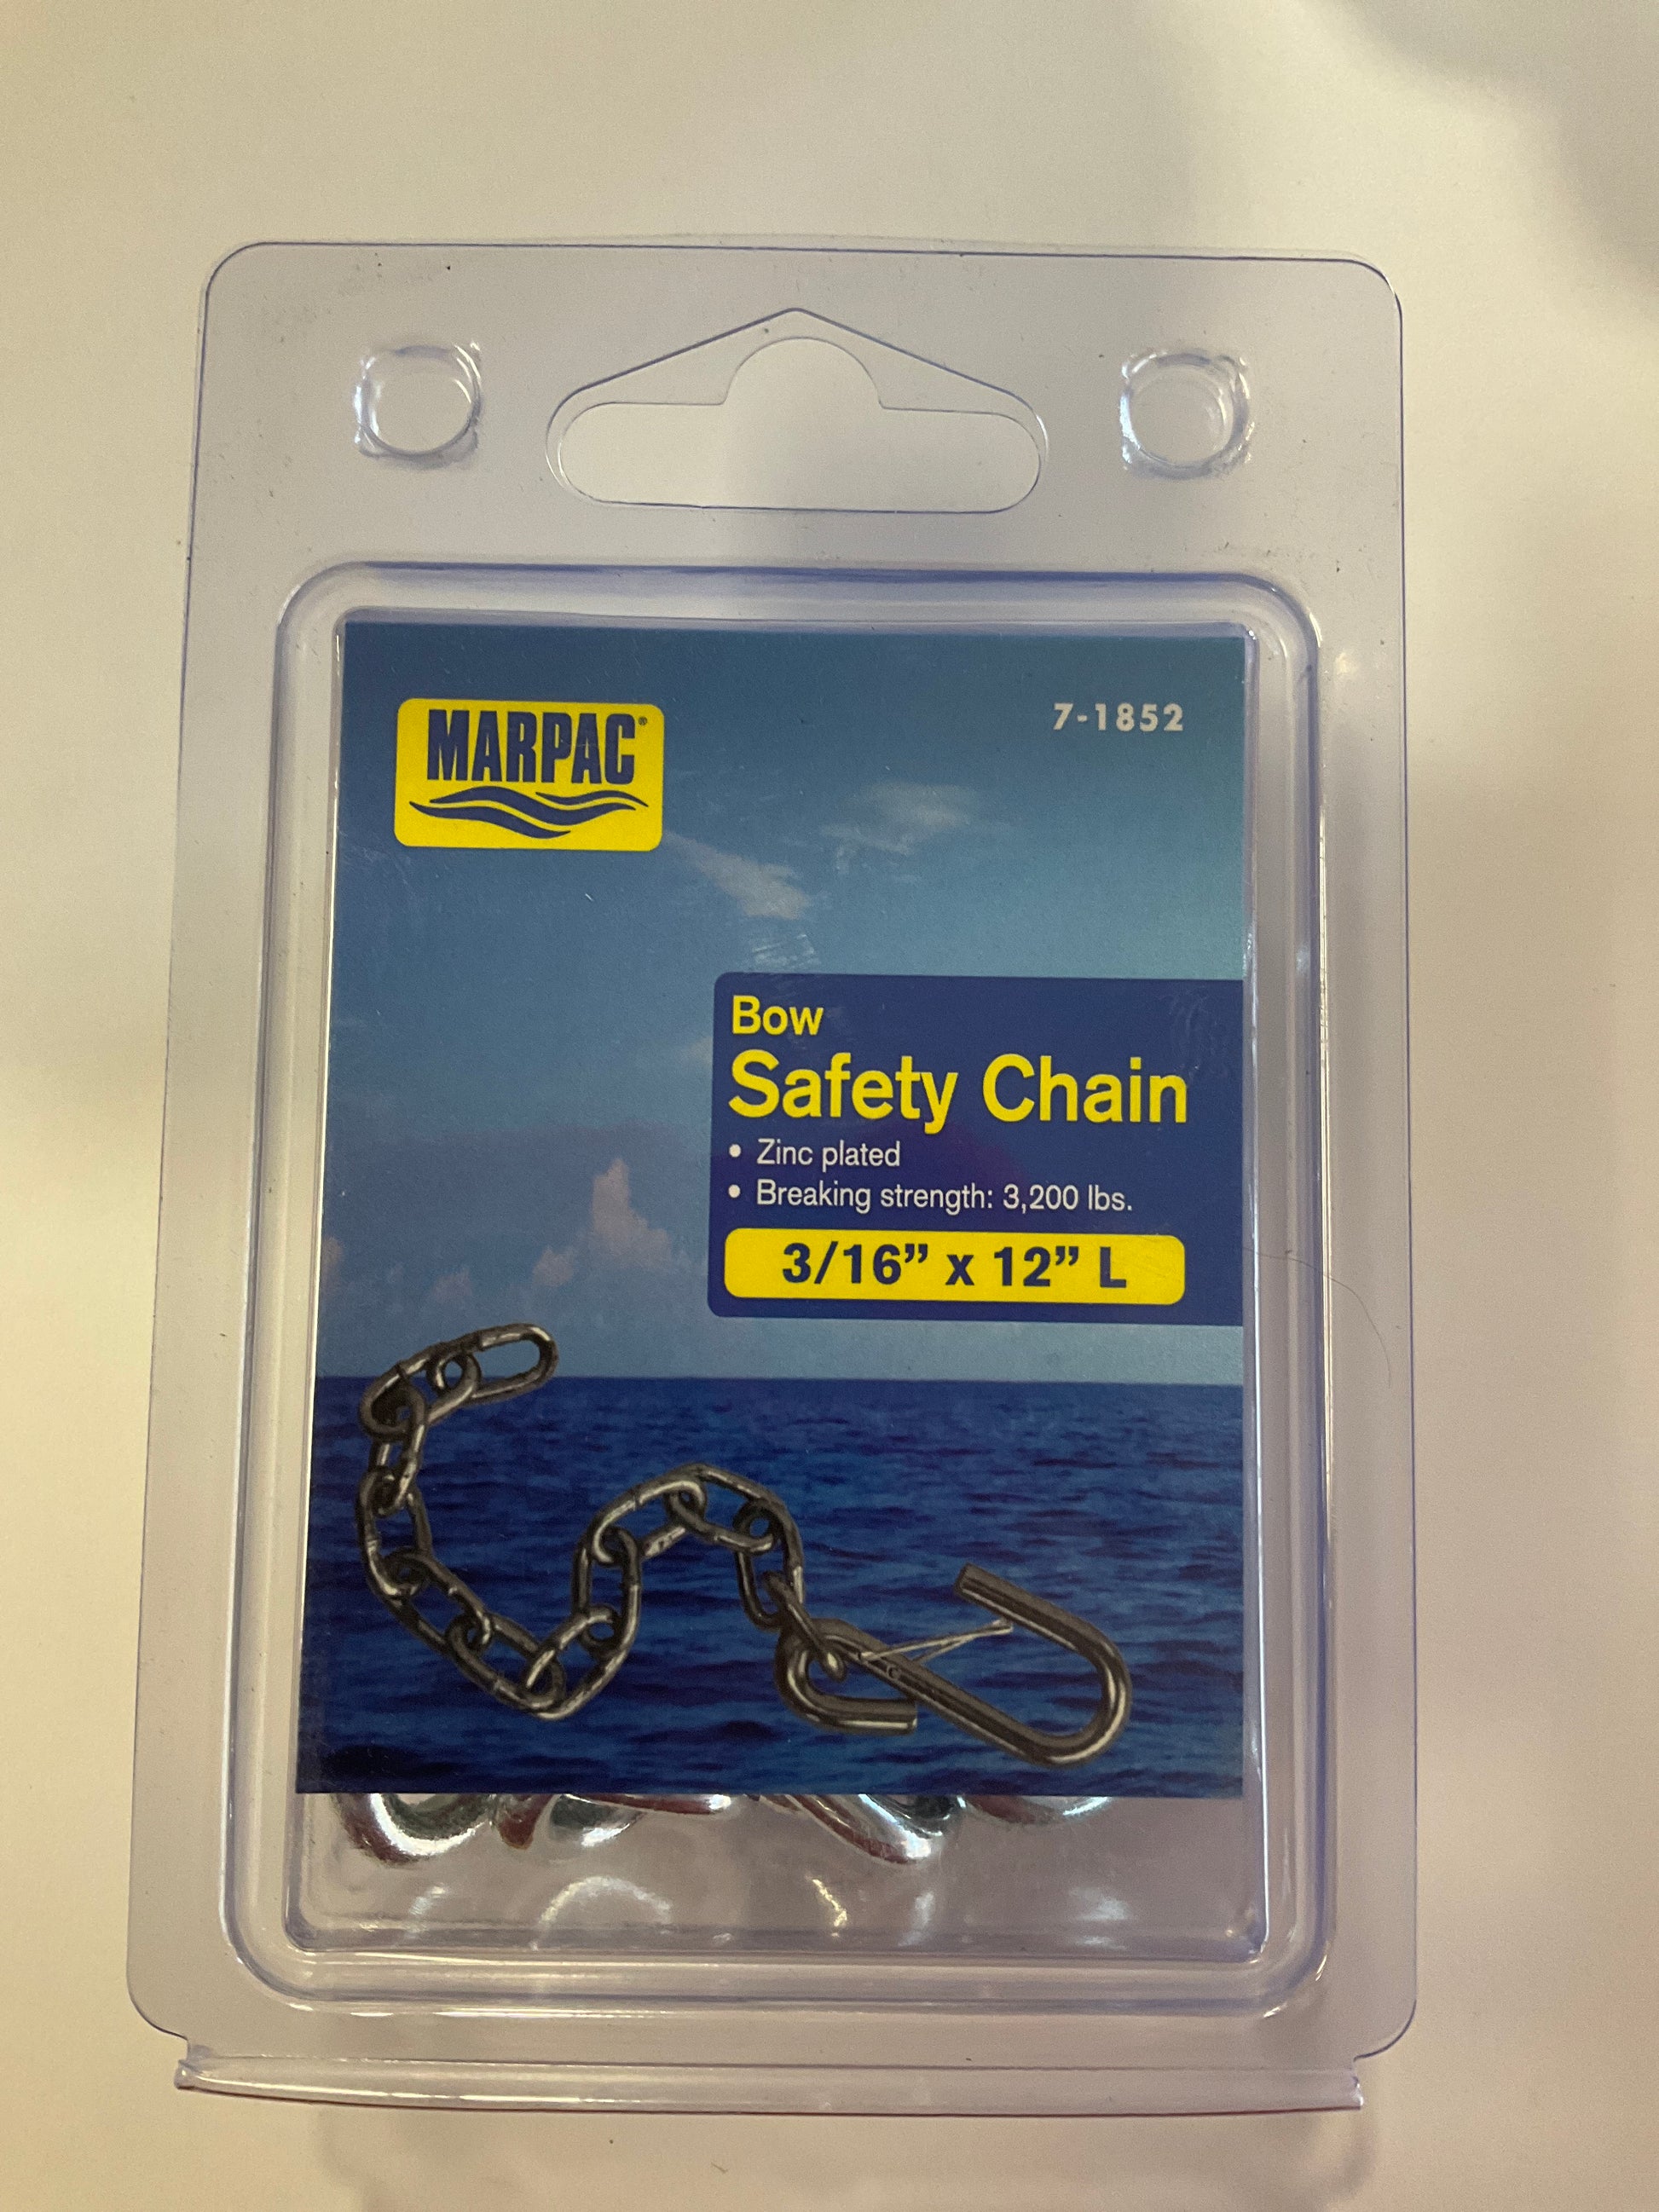 MARPAC®
7-1852
Bow
Safety Chain
• Zinc plated
• Breaking strength: 3,200 lbs.
3/16” x 12” L